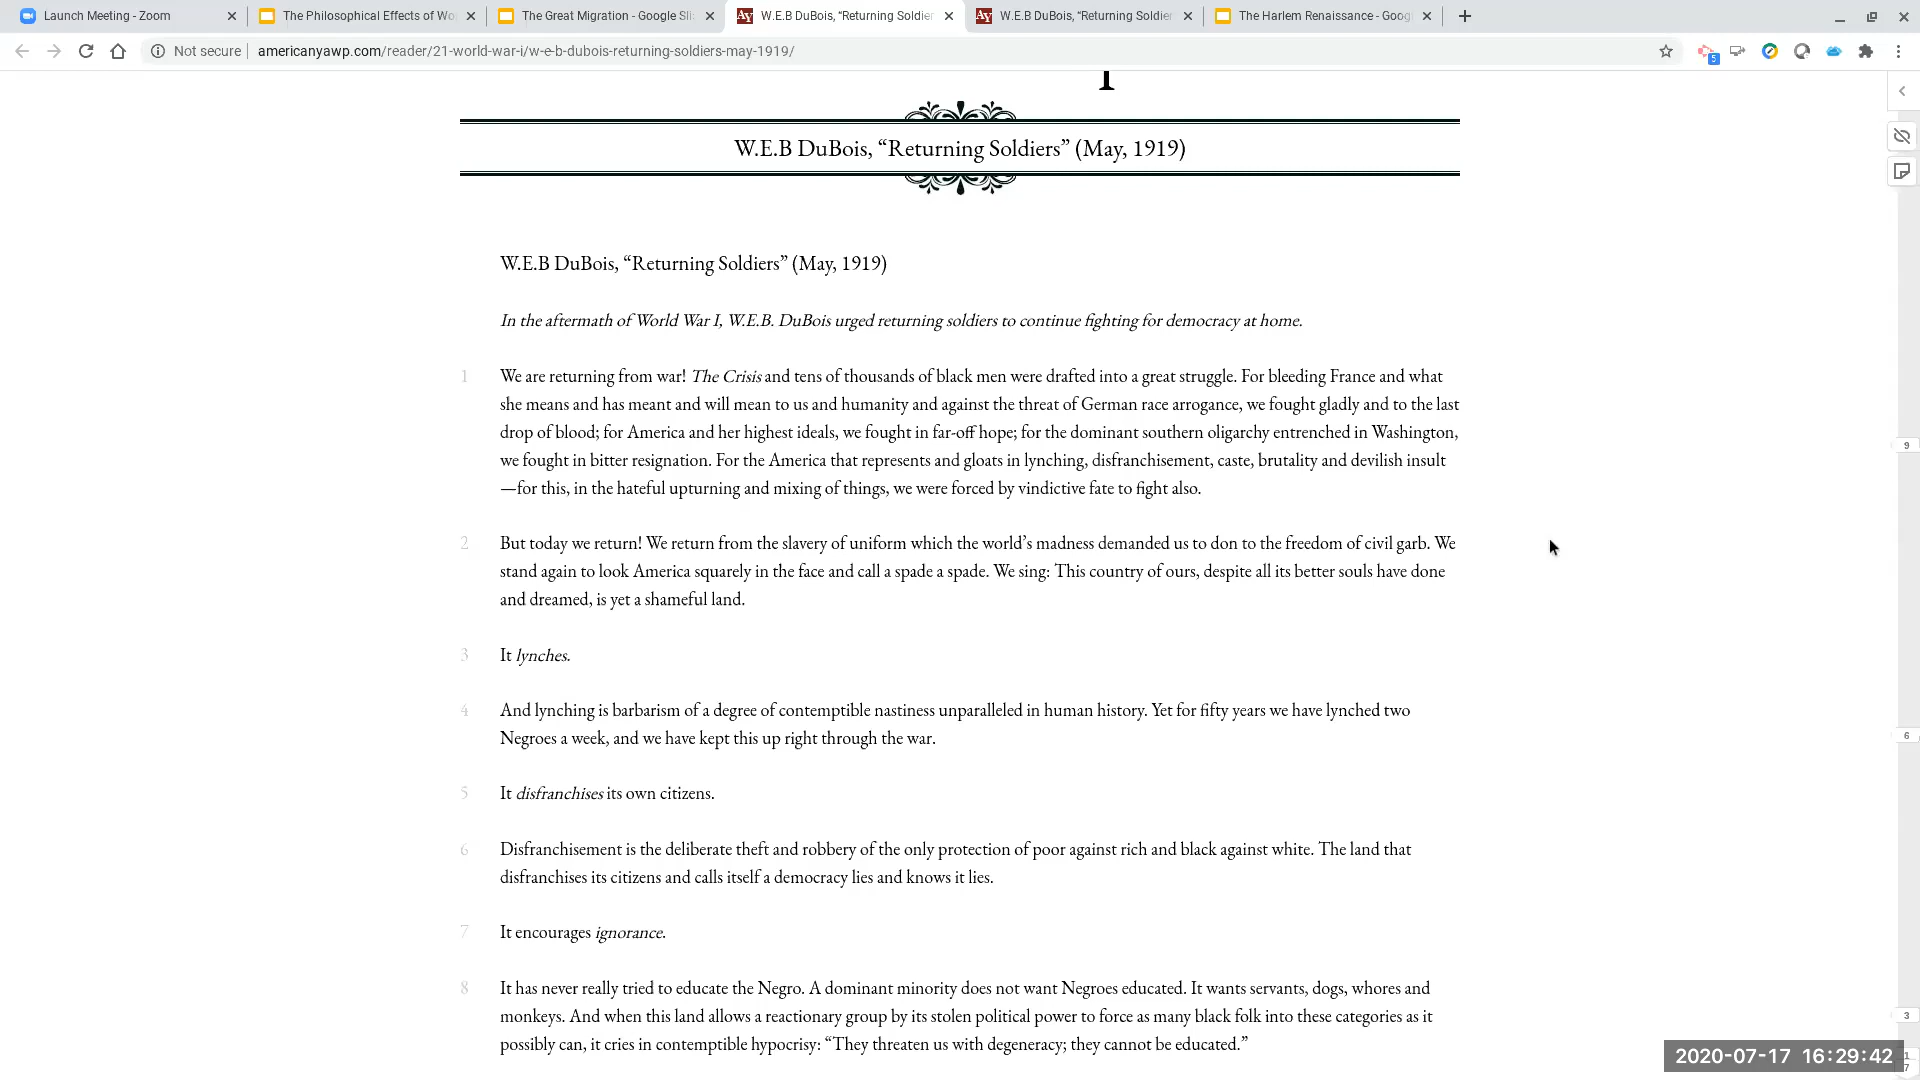 Launch Meeting - Zoom
The Philosophical Effects of Wo
The Great Migration - Google Sli
W.E.B DuBois, “Returning Soldier
W.E.B DuBois, “Returning Soldier
The Harlem Renaissance - Goog
Not secure
americanyawp.com/reader/21-world-war-i/w-e-b-dubois-returning-soldiers-may-1919/
5
W.E.B DuBois, “Returning Soldiers” (May, 1919)
W.E.B DuBois, “Returning Soldiers” (May, 1919)
In the aftermath of World War I, W.E.B. DuBois urged returning soldiers to continue fighting for democracy at home.
1 We are returning from war! The Crisis and tens of thousands of black men were drafted into a great struggle. For bleeding France and what
she means and has meant and will mean to us and humanity and against the threat of German race arrogance, we fought gladly and to the last
drop of blood; for America and her highest ideals, we fought in far-off hope; for the dominant southern oligarchy entrenched in Washington,
we fought in bitter resignation. For the America that represents and gloats in lynching, disfranchisement, caste, brutality and devilish insult
—for this, in the hateful upturning and mixing of things, we were forced by vindictive fate to fight also.
2 But today we return! We return from the slavery of uniform which the world’s madness demanded us to don to the freedom of civil garb. We
stand again to look America squarely in the face and call a spade a spade. We sing: This country of ours, despite all its better souls have done
and dreamed, is yet a shameful land.
3 It lynches.
4 And lynching is barbarism of a degree of contemptible nastiness unparalleled in human history. Yet for fifty years we have lynched two
Negroes a week, and we have kept this up right through the war.
5 It disfranchises its own citizens.
6 Disfranchisement is the deliberate theft and robbery of the only protection of poor against rich and black against white. The land that
disfranchises its citizens and calls itself a democracy lies and knows it lies.
7 It encourages ignorance.
8 It has never really tried to educate the Negro. A dominant minority does not want Negroes educated. It wants servants, dogs, whores and
monkeys. And when this land allows a reactionary group by its stolen political power to force as many black folk into these categories as it
possibly can, it cries in contemptible hypocrisy: “They threaten us with degeneracy; they cannot be educated.”
9
6
3
2020-07-17 16:29:42